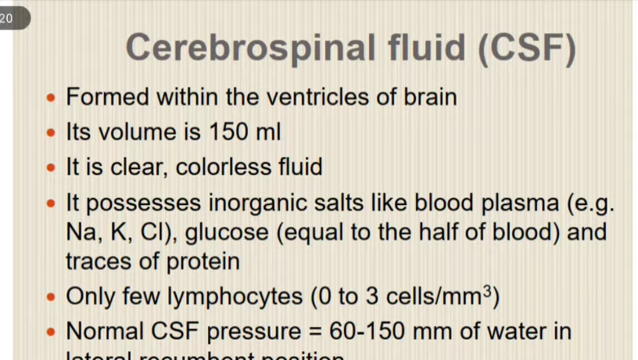 20
Cerebrospinal fluid (CSF)
• Formed within the ventricles of brain
• Its volume is 150 ml
• It is clear, colorless fluid
• It possesses inorganic salts like blood plasma (e.g.
Na, K, Cl), glucose (equal to the half of blood) and
traces of protein
• Only few lymphocytes (0 to 3 cells/mm³)
• Normal CSF pressure = 60-150 mm of water in
lateral recumbent position